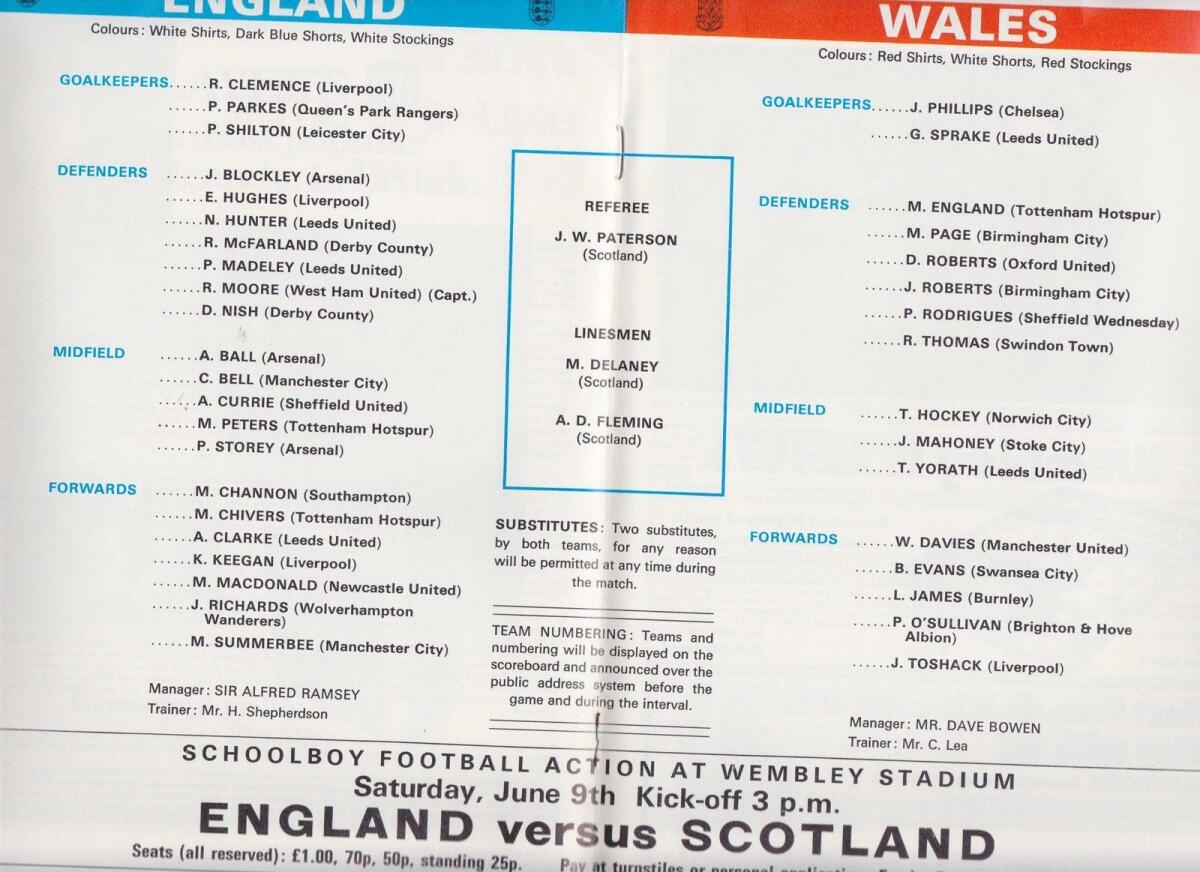 ENGLAND
Colours: White Shirts, Dark Blue Shorts, White Stockings
GOALKEEPERS......R. CLEMENCE (Liverpool)
......P. PARKES (Queen's Park Rangers)
......P. SHILTON (Leicester City)
DEFENDERS ......J. BLOCKLEY (Arsenal)
......E. HUGHES (Liverpool)
......N. HUNTER (Leeds United)
......R. McFARLAND (Derby County)
......P. MADELEY (Leeds United)
......R. MOORE (West Ham United) (Capt.)
......D. NISH (Derby County)
MIDFIELD ......A. BALL (Arsenal)
......C. BELL (Manchester City)
......A. CURRIE (Sheffield United)
......M. PETERS (Tottenham Hotspur)
......P. STOREY (Arsenal)
FORWARDS ......M. CHANNON (Southampton)
......M. CHIVERS (Tottenham Hotspur)
......A. CLARKE (Leeds United)
......K. KEEGAN (Liverpool)
......M. MACDONALD (Newcastle United)
......J. RICHARDS (Wolverhampton
Wanderers)
......M. SUMMERBEE (Manchester City)
Manager: SIR ALFRED RAMSEY
Trainer: Mr. H. Shepherdson
REFEREE
J. W. PATERSON
(Scotland)
LINESMEN
M. DELANEY
(Scotland)
A. D. FLEMING
(Scotland)
SUBSTITUTES: Two substitutes,
by both teams, for any reason
will be permitted at any time during
the match.
TEAM NUMBERING: Teams and
numbering will be displayed on the
scoreboard and announced over the
public address system before the
game and during the interval.
WALES
Colours: Red Shirts, White Shorts, Red Stockings
GOALKEEPERS......J. PHILLIPS (Chelsea)
......G. SPRAKE (Leeds United)
DEFENDERS ......M. ENGLAND (Tottenham Hotspur)
......M. PAGE (Birmingham City)
......D. ROBERTS (Oxford United)
......J. ROBERTS (Birmingham City)
......P. RODRIGUES (Sheffield Wednesday)
......R. THOMAS (Swindon Town)
MIDFIELD ......T. HOCKEY (Norwich City)
......J. MAHONEY (Stoke City)
......T. YORATH (Leeds United)
FORWARDS ......W. DAVIES (Manchester United)
......B. EVANS (Swansea City)
......L. JAMES (Burnley)
......P. O'SULLIVAN (Brighton & Hove
Albion)
......J. TOSHACK (Liverpool)
Manager: MR. DAVE BOWEN
Trainer: Mr. C. Lea
SCHOOLBOY FOOTBALL ACTION AT WEMBLEY STADIUM
Saturday, June 9th Kick-off 3 p.m.
ENGLAND versus SCOTLAND
Seats (all reserved): £1.00, 70p, 50p, standing 25p. Pay at turnstiles or personal application